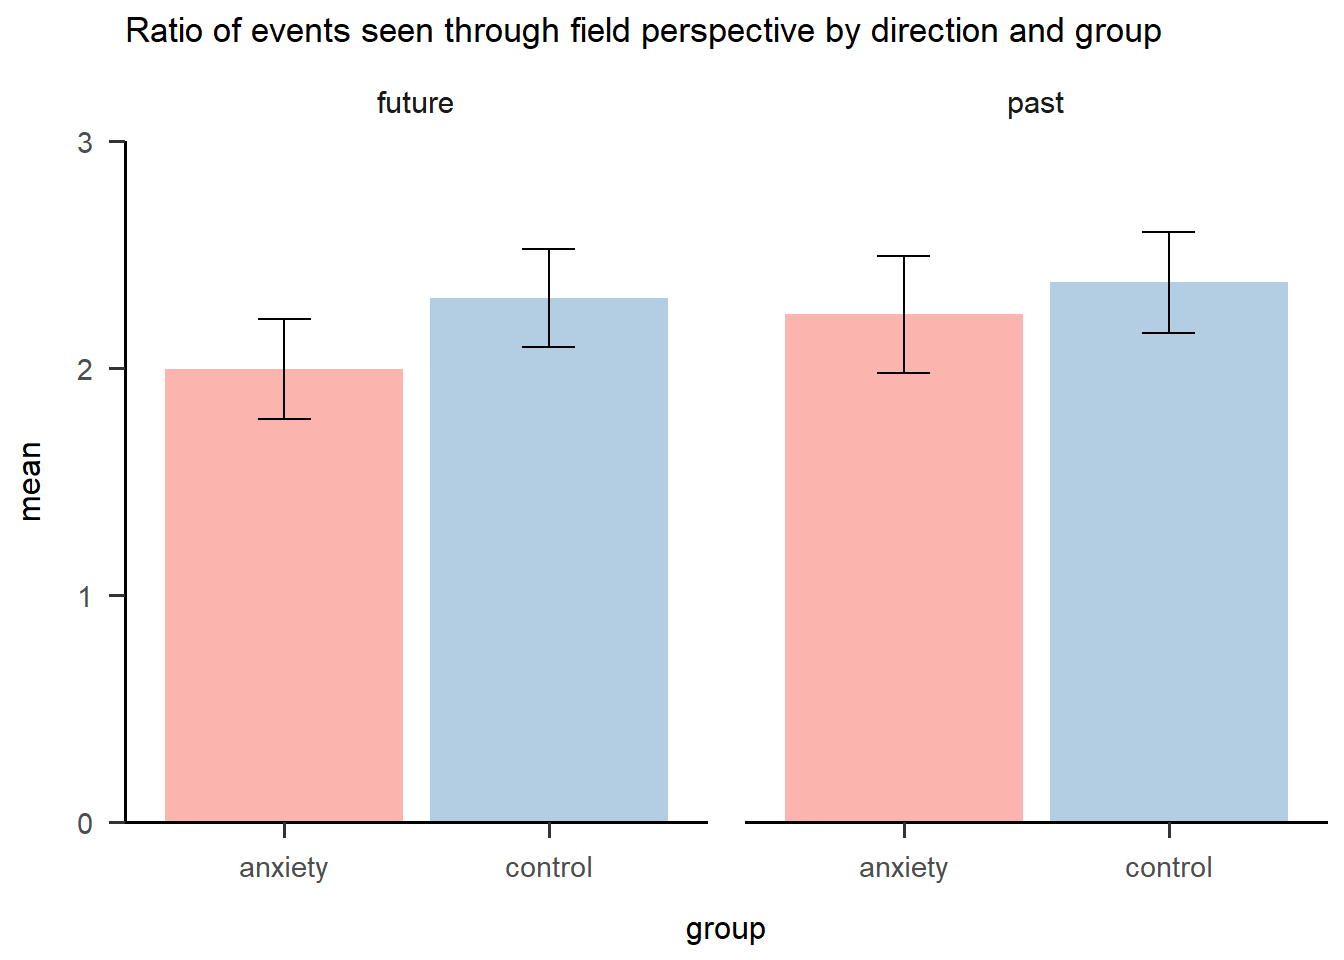 Ratio of events seen through field perspective by direction and group
future past
3
2
1
0
mean
anxiety control anxiety control
group